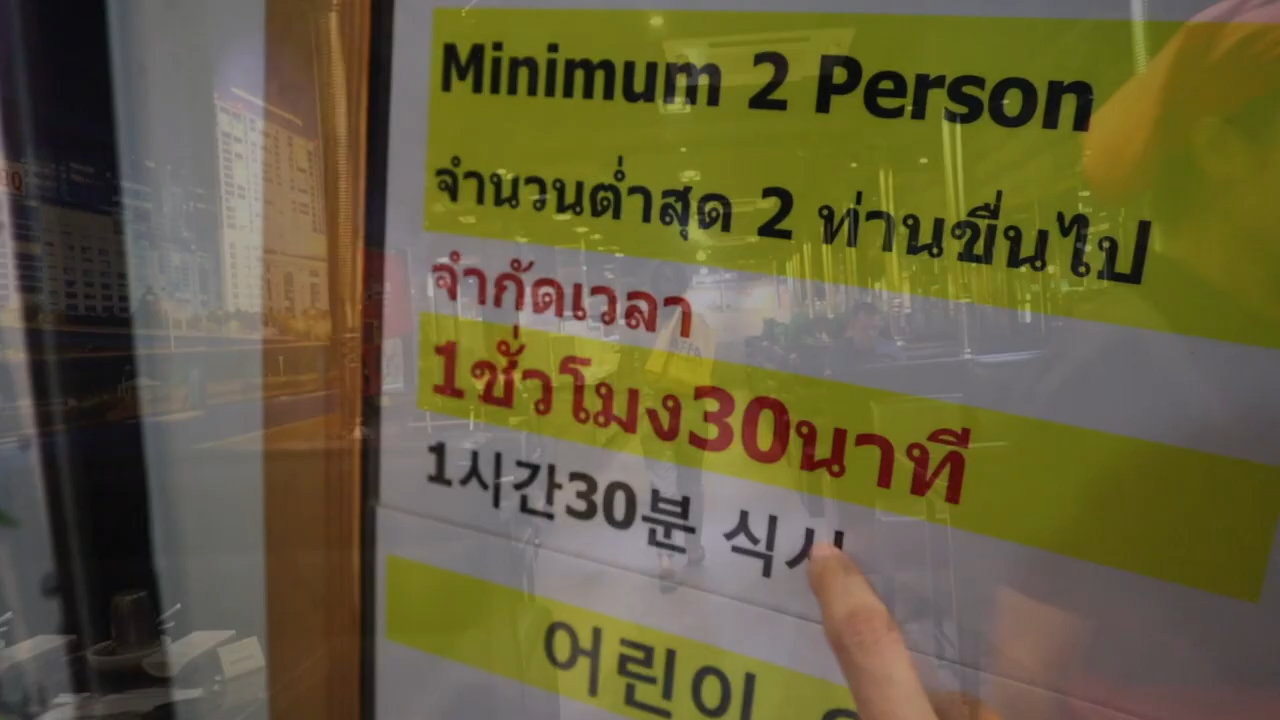 Minimum 2 Person
จำนวนต่ำสุด 2 ท่านขื่นไป
จำกัดเวลา
1ชั่วโมง30นาที
1시간30분 식사
어린이